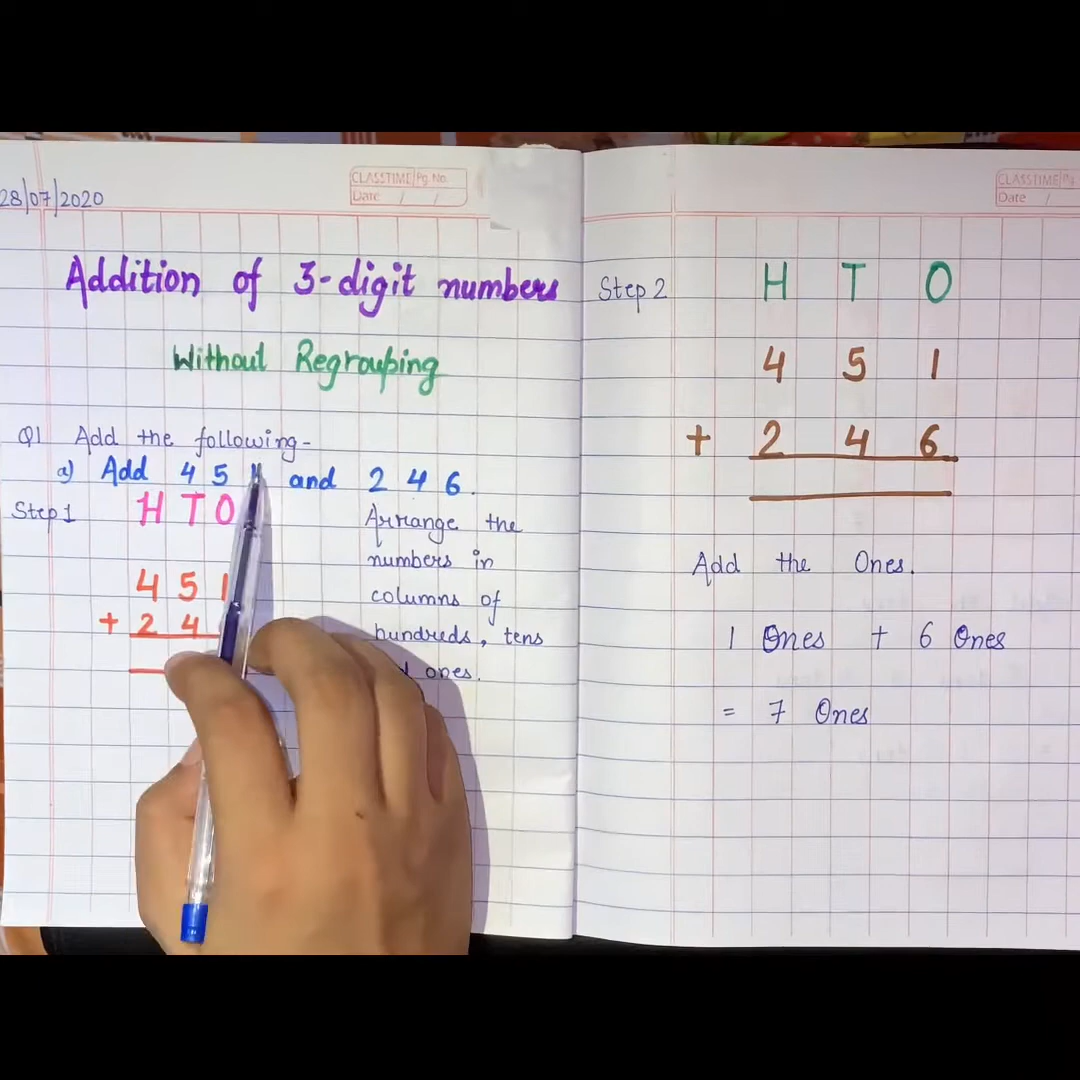 28/07/2020
CLASSTIME Pg No.
Date / /
Addition of 3-digit numbers
Without Regrouping
Q1 Add the following-
a) Add 4 5 and 2 4 6.
Step 1 H T O
Arrange the
numbers in
columns of
hundreds, tens
ones.
4 5 1
+ 2 4
CLASSTIME Pg
Date /
Step 2 H T O
4 5 1
+ 2 4 6
Add the Ones.
1 Ones + 6 Ones
= 7 Ones